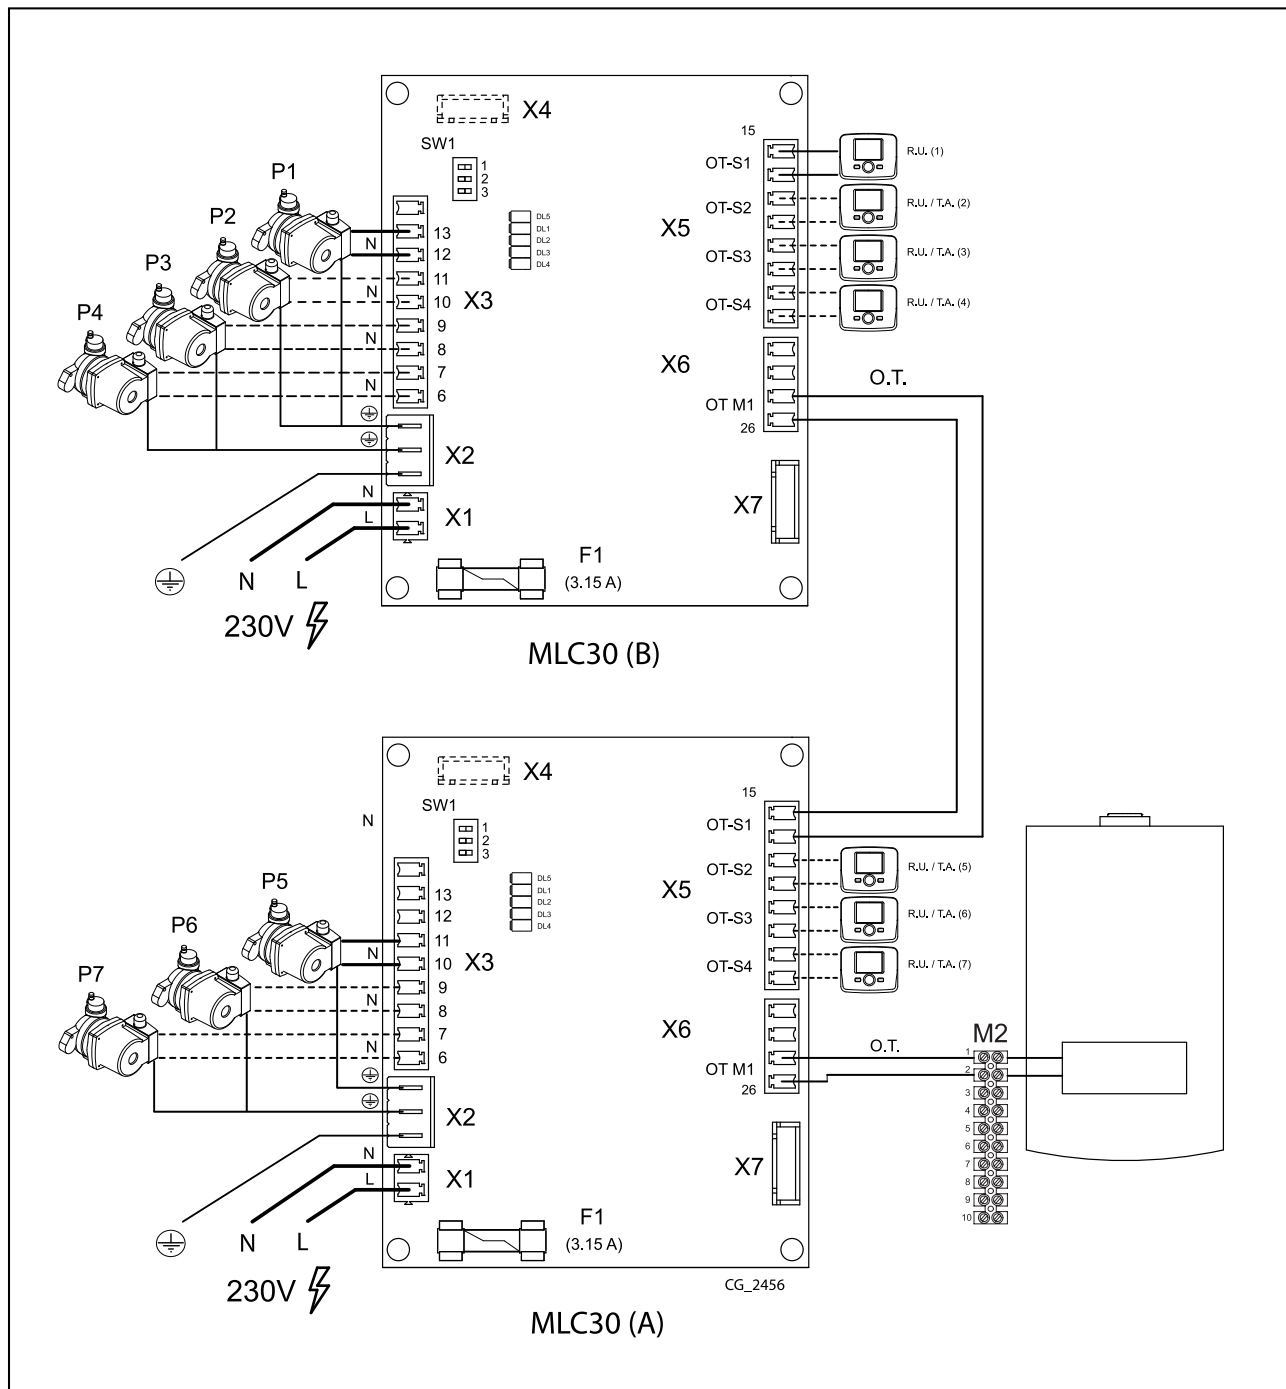 X4
SW1
1
2
3
DL5
DL1
DL2
DL3
DL4
P1
P2
P3
P4
N
13
12
11
N
10
9
N
8
7
N
6
X3
X2
N
L
X1
N L
230V
F1
(3.15 A)
15
OT-S1
OT-S2
OT-S3
OT-S4
X5
R.U. (1)
R.U. / T.A. (2)
R.U. / T.A. (3)
R.U. / T.A. (4)
X6
OT M1
26
O.T.
X7
MLC30 (B)
X4
SW1
1
2
3
N
DL5
DL1
DL2
DL3
DL4
P5
P6
P7
13
12
11
N
10
9
N
8
7
N
6
X3
X2
N
L
X1
N L
230V
F1
(3.15 A)
15
OT-S1
OT-S2
OT-S3
OT-S4
X5
R.U. / T.A. (5)
R.U. / T.A. (6)
R.U. / T.A. (7)
X6
OT M1
26
O.T.
M2
1
2
3
4
5
6
7
8
9
10
X7
CG_2456
MLC30 (A)